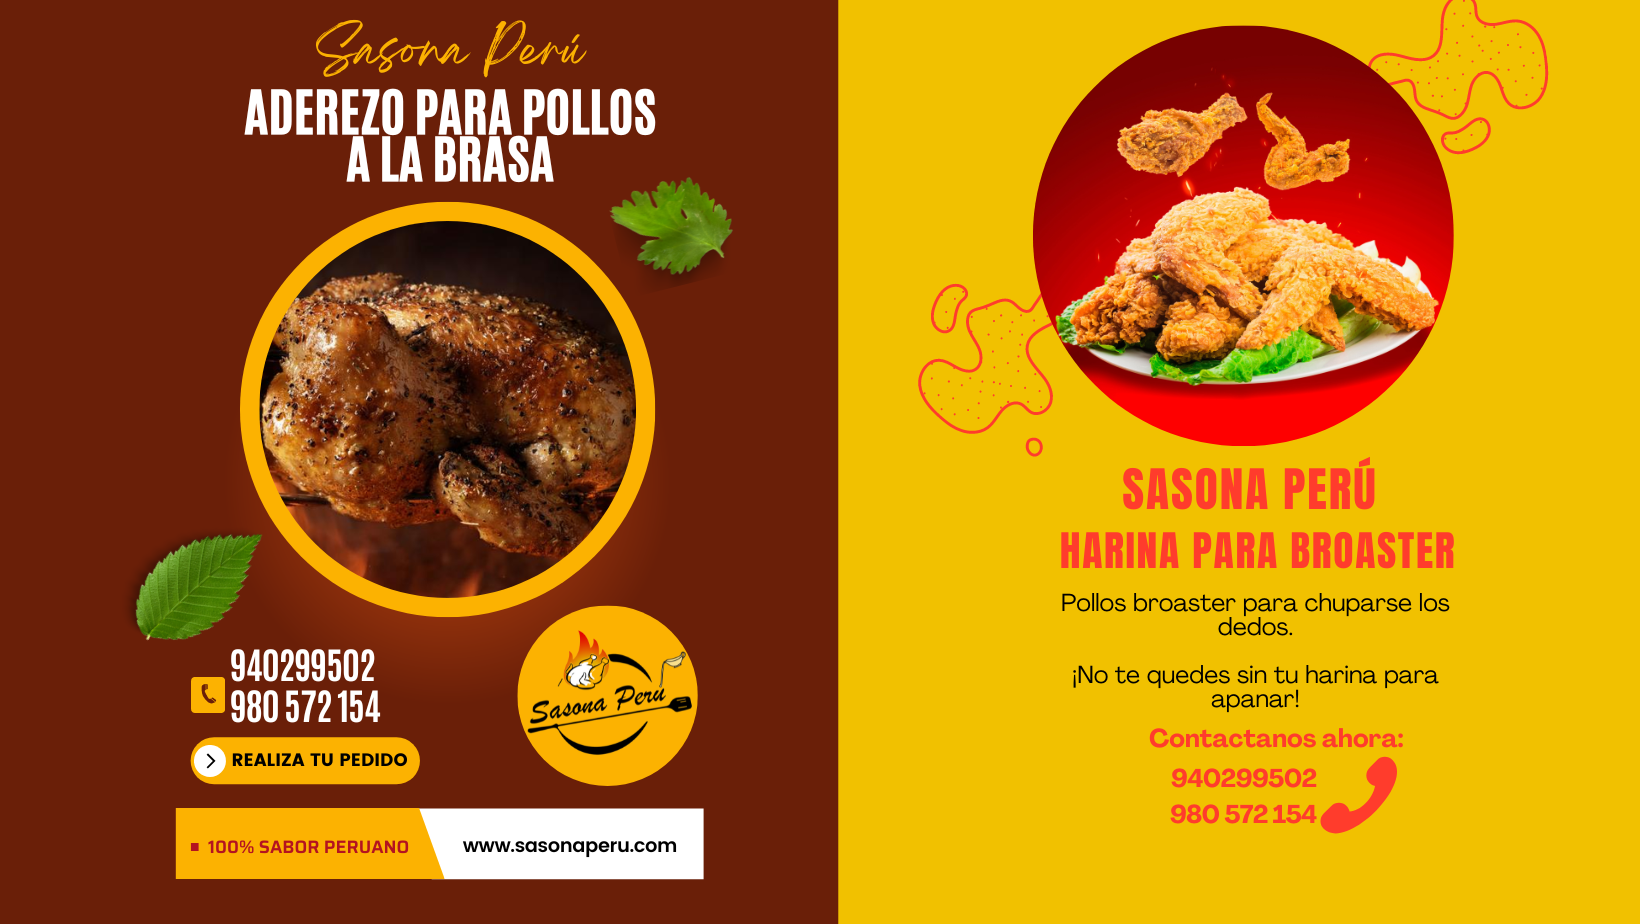 Sasona Perú
ADEREZO PARA POLLOS
A LA BRASA
940299502
980 572 154
REALIZA TU PEDIDO
Sasona Perú
100% SABOR PERUANO
www.sasonaperu.com
SASONA PERÚ
HARINA PARA BROASTER
Pollos broaster para chuparse los
dedos.
¡No te quedes sin tu harina para
apanar!
Contactanos ahora:
940299502
980 572 154